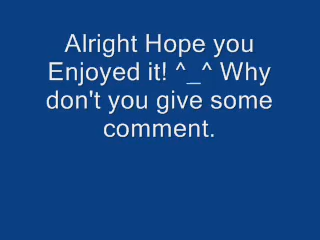 Alright Hope you
Enjoyed it! ^_^ Why
don't you give some
comment.